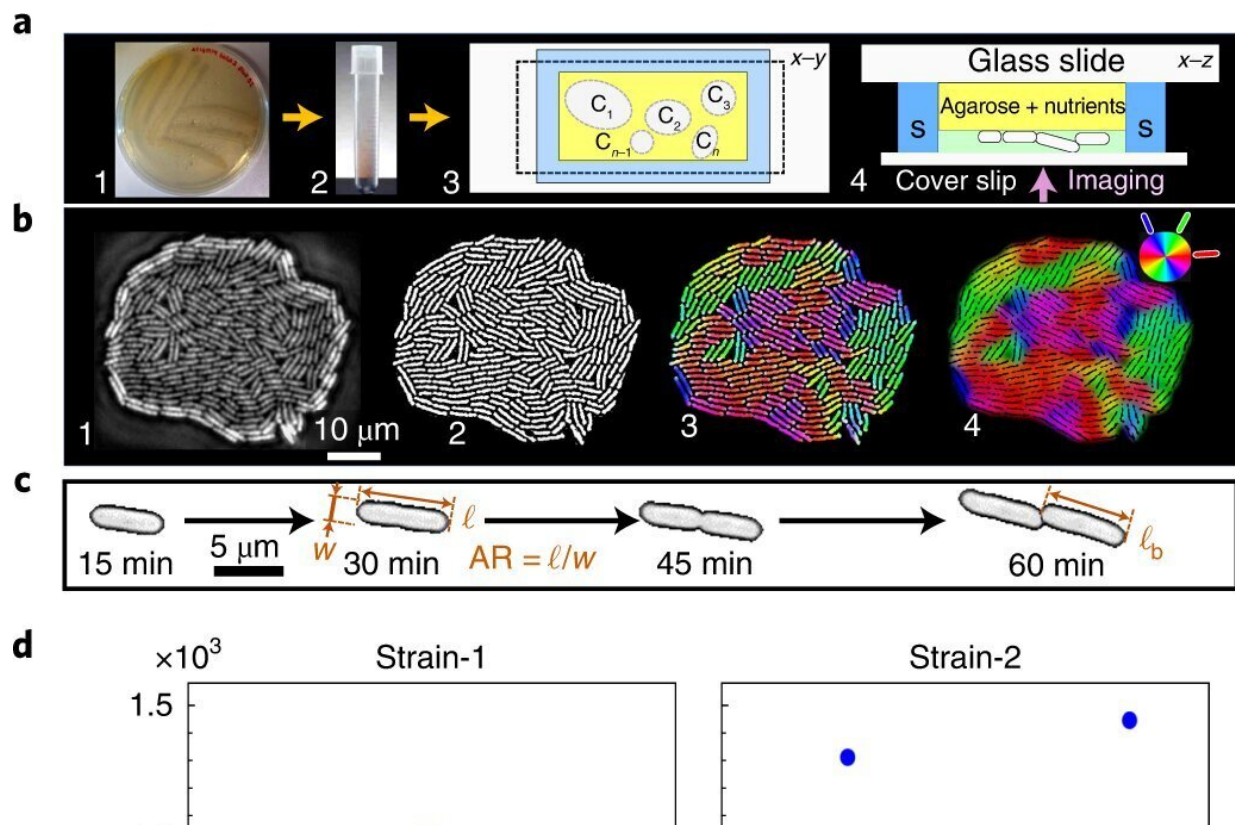 a
x–y
x–z
Glass slide
Agarose + nutrients
S
S
C1
C2
C3
Cn–1
Cn
1
2
3
4
Cover slip
Imaging
b
1
10 μm
2
3
4
c
w
ℓ
ℓb
15 min
5 μm
30 min
AR = ℓ/w
45 min
60 min
d
×10³
Strain-1
Strain-2
1.5